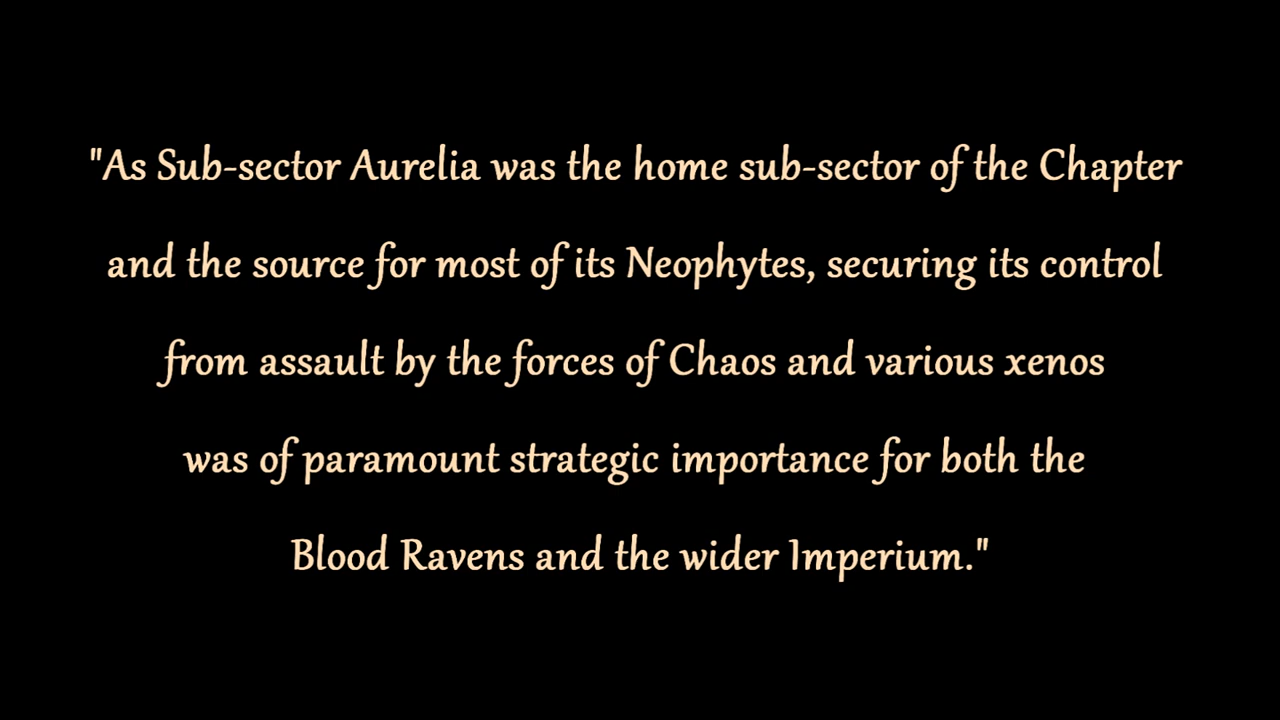 "As Sub-sector Aurelia was the home sub-sector of the Chapter
and the source for most of its Neophytes, securing its control
from assault by the forces of Chaos and various xenos
was of paramount strategic importance for both the
Blood Ravens and the wider Imperium."